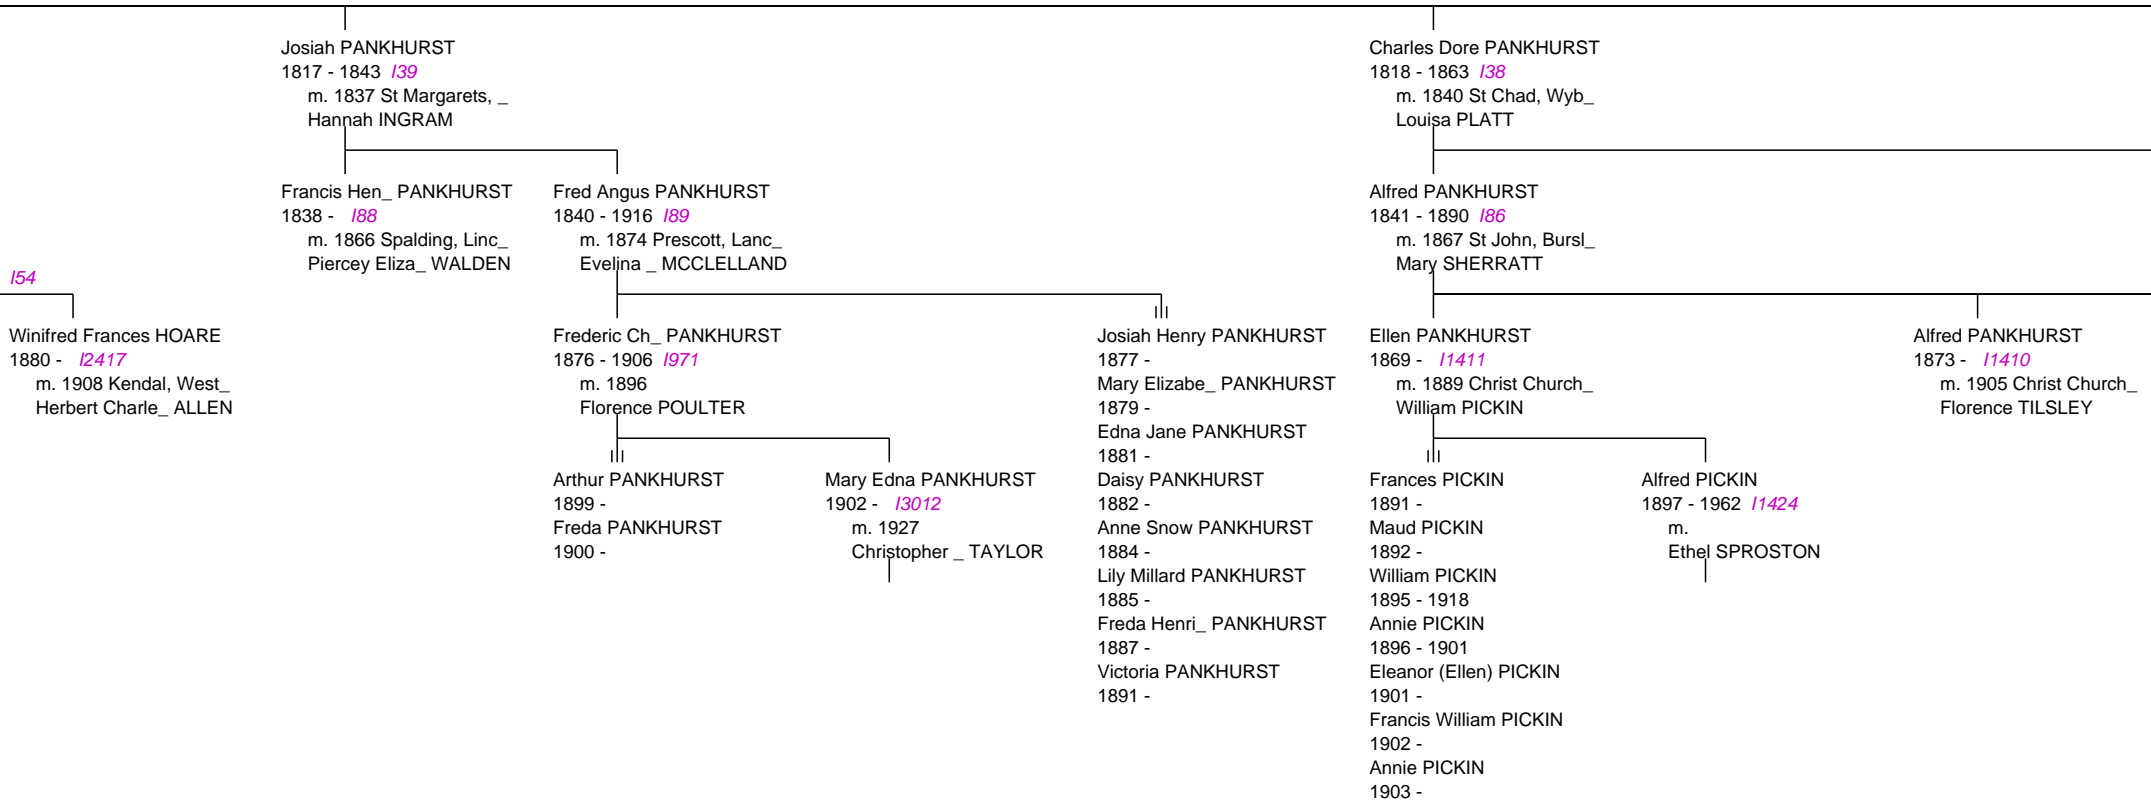 Josiah PANKHURST
1817 - 1843 I39
m. 1837 St Margarets, _
Hannah INGRAM
Charles Dore PANKHURST
1818 - 1863 I38
m. 1840 St Chad, Wyb_
Louisa PLATT
Francis Hen_ PANKHURST
1838 - I88
m. 1866 Spalding, Linc_
Piercey Eliza_ WALDEN
Fred Angus PANKHURST
1840 - 1916 I89
m. 1874 Prescott, Lanc_
Evelina _ MCCLELLAND
Alfred PANKHURST
1841 - 1890 I86
m. 1867 St John, Bursl_
Mary SHERRATT
I54
Winifred Frances HOARE
1880 - I2417
m. 1908 Kendal, West_
Herbert Charle_ ALLEN
Frederic Ch_ PANKHURST
1876 - 1906 I971
m. 1896
Florence POULTER
Josiah Henry PANKHURST
1877 -
Mary Elizabe_ PANKHURST
1879 -
Edna Jane PANKHURST
1881 -
Daisy PANKHURST
1882 -
Anne Snow PANKHURST
1884 -
Lily Millard PANKHURST
1885 -
Freda Henri_ PANKHURST
1887 -
Victoria PANKHURST
1891 -
Ellen PANKHURST
1869 - I1411
m. 1889 Christ Church_
William PICKIN
Alfred PANKHURST
1873 - I1410
m. 1905 Christ Church_
Florence TILSLEY
Arthur PANKHURST
1899 -
Freda PANKHURST
1900 -
Mary Edna PANKHURST
1902 - I3012
m. 1927
Christopher _ TAYLOR
Frances PICKIN
1891 -
Maud PICKIN
1892 -
William PICKIN
1895 - 1918
Annie PICKIN
1896 - 1901
Eleanor (Ellen) PICKIN
1901 -
Francis William PICKIN
1902 -
Annie PICKIN
1903 -
Alfred PICKIN
1897 - 1962 I1424
m.
Ethel SPROSTON